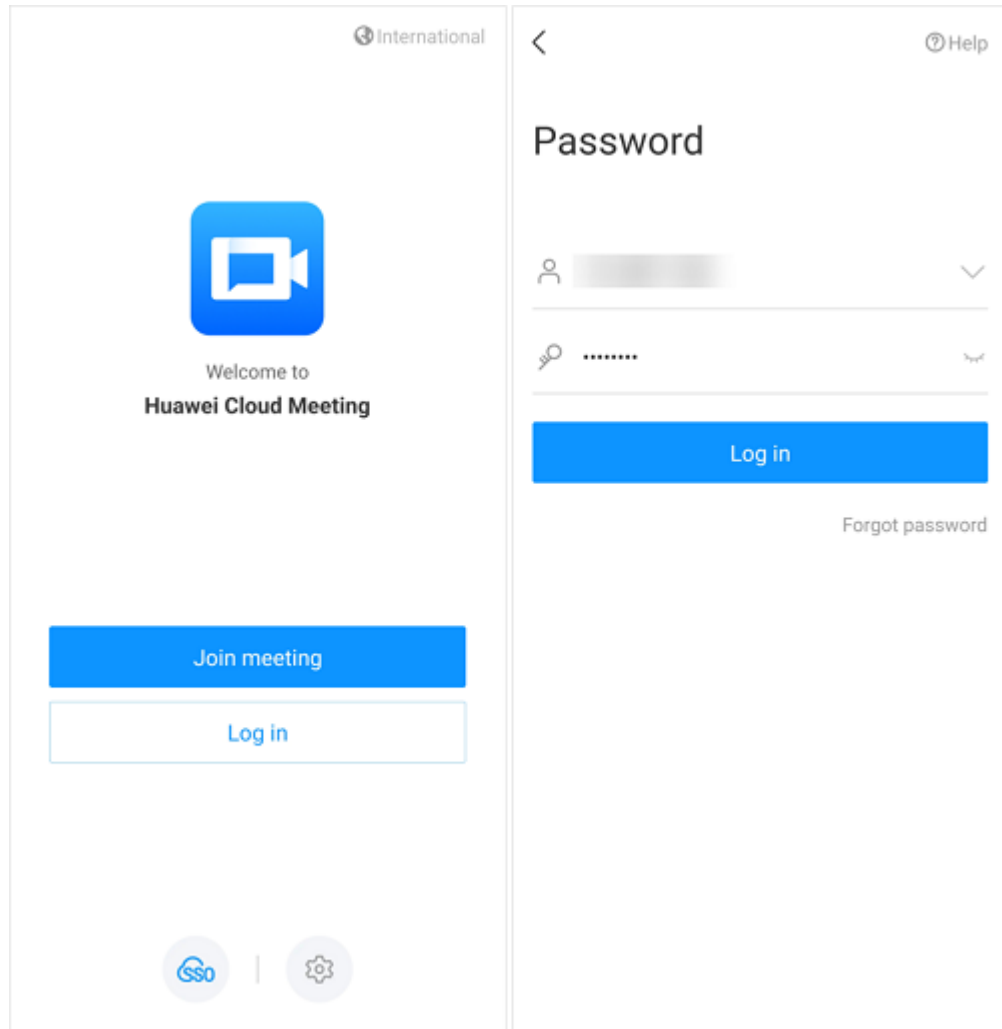 International
Welcome to
Huawei Cloud Meeting
Join meeting
Log in
SSO
Help
Password
••••••••
Log in
Forgot password